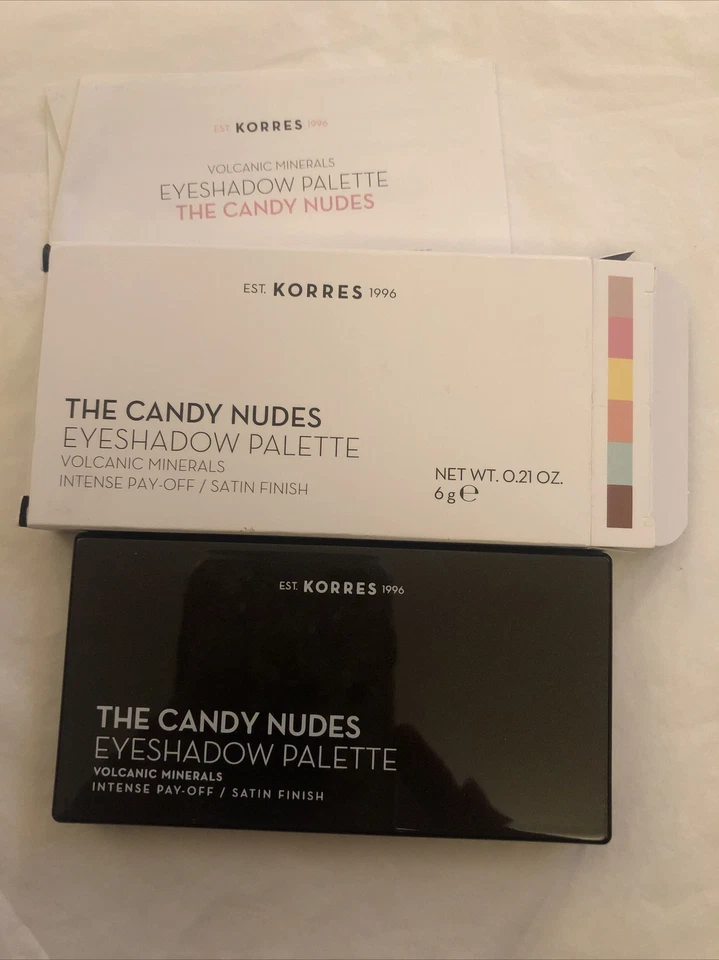 EST. KORRES 1996
VOLCANIC MINERALS
EYESHADOW PALETTE
THE CANDY NUDES
EST. KORRES 1996
THE CANDY NUDES
EYESHADOW PALETTE
VOLCANIC MINERALS
INTENSE PAY-OFF / SATIN FINISH
NET WT. 0.21 OZ.
6 g ℮
EST. KORRES 1996
THE CANDY NUDES
EYESHADOW PALETTE
VOLCANIC MINERALS
INTENSE PAY-OFF / SATIN FINISH